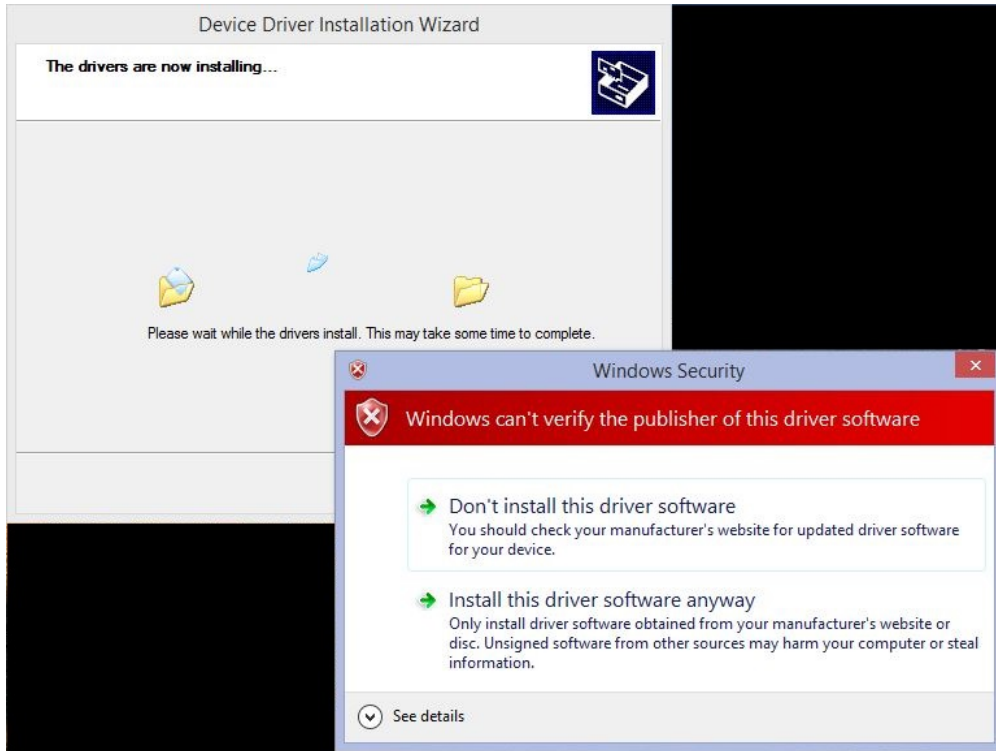 Device Driver Installation Wizard
The drivers are now installing...
Please wait while the drivers install. This may take some time to complete.
Windows Security
Windows can't verify the publisher of this driver software
Don't install this driver software
You should check your manufacturer's website for updated driver software
for your device.
Install this driver software anyway
Only install driver software obtained from your manufacturer's website or
disc. Unsigned software from other sources may harm your computer or steal
information.
See details